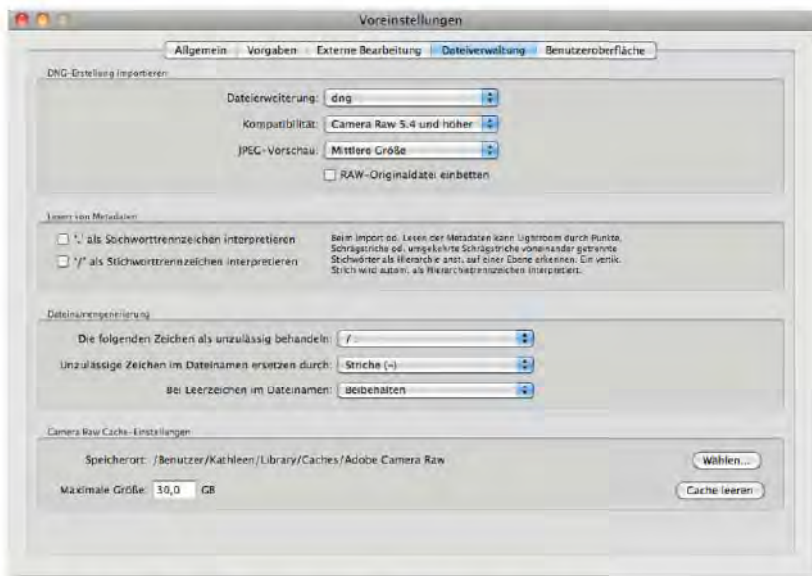 Voreinstellungen
Allgemein Vorgaben Externe Bearbeitung Dateiverwaltung Benutzeroberfläche
DNG-Erstellung importieren
Dateierweiterung: dng
Kompatibilität: Camera Raw 5.4 und höher
JPEG-Vorschau: Mittlere Größe
RAW-Originaldatei einbetten
Lesen von Metadaten
'.' als Stichworttrennzeichen interpretieren
'/' als Stichworttrennzeichen interpretieren
Beim Import od. Lesen der Metadaten kann Lightroom durch Punkte,
Schrägstriche od. umgekehrte Schrägstriche voneinander getrennte
Stichwörter als Hierarchie anst. auf einer Ebene erkennen. Ein vertik.
Strich wird autom. als Hierarchietrennzeichen interpretiert.
Dateinamengenerierung
Die folgenden Zeichen als unzulässig behandeln: / :
Unzulässige Zeichen im Dateinamen ersetzen durch: Striche (-)
Bei Leerzeichen im Dateinamen: Beibehalten
Camera Raw Cache-Einstellungen
Speicherort: /Benutzer/Kathleen/Library/Caches/Adobe Camera Raw
Wählen...
Maximale Größe: 30,0 GB
Cache leeren